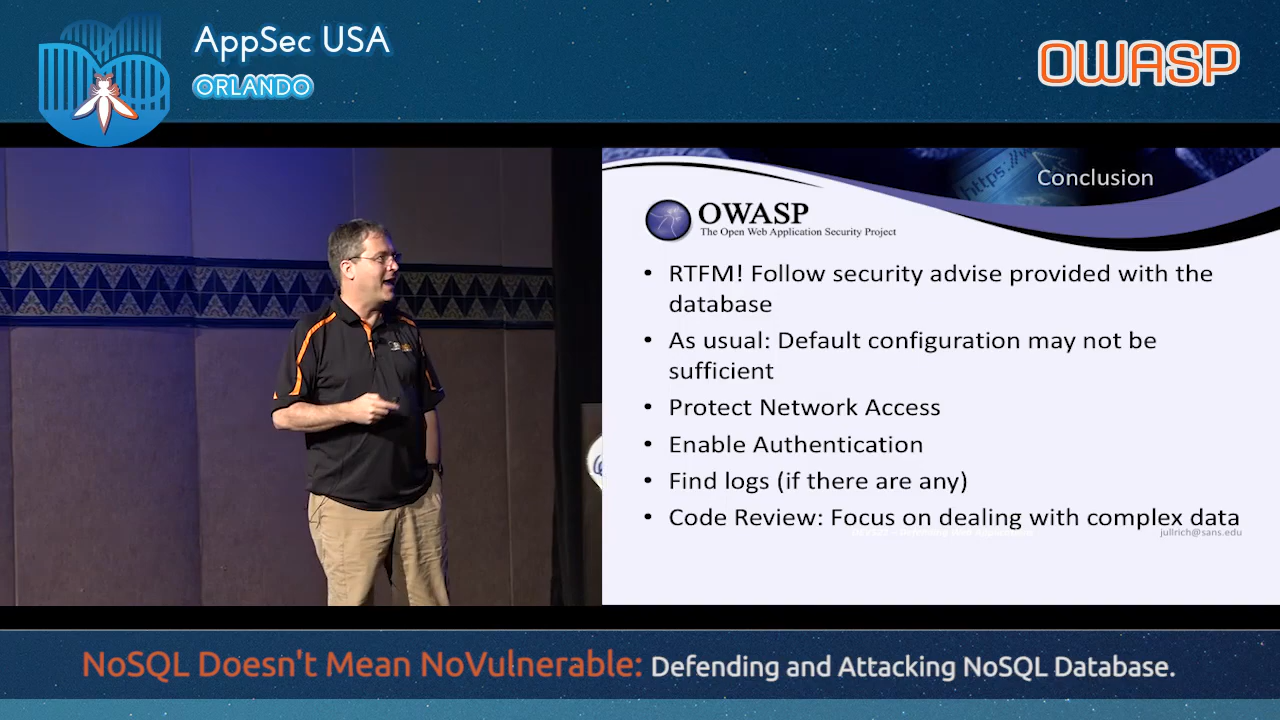 AppSec USA
ORLANDO
OWASP
Conclusion
OWASP
The Open Web Application Security Project
• RTFM! Follow security advise provided with the
database
• As usual: Default configuration may not be
sufficient
• Protect Network Access
• Enable Authentication
• Find logs (if there are any)
• Code Review: Focus on dealing with complex data
jullrich@sans.edu
NoSQL Doesn't Mean NoVulnerable: Defending and Attacking NoSQL Database.